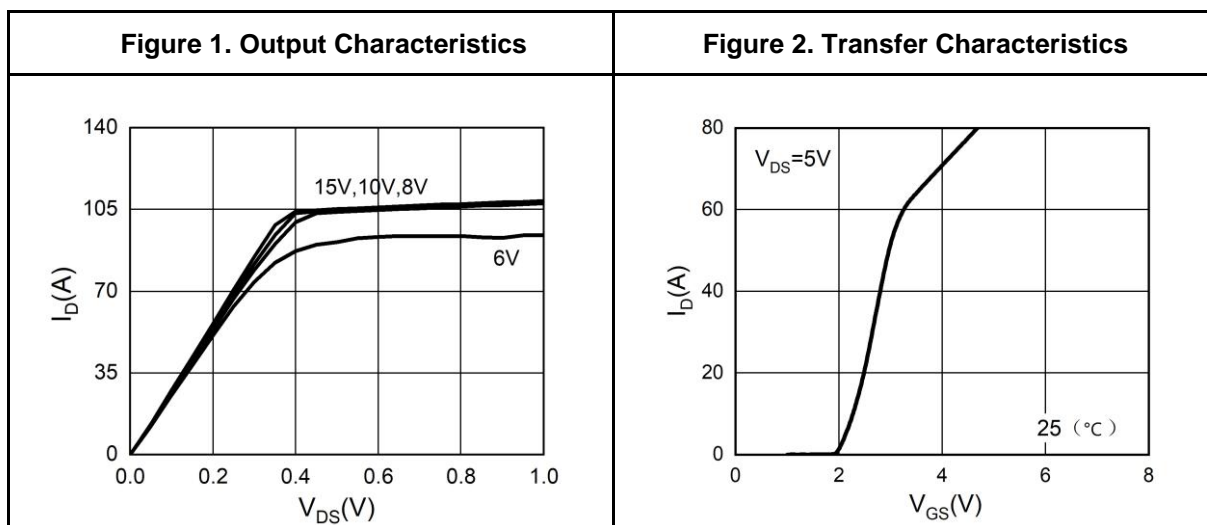 Figure 1. Output Characteristics
140
105
70
35
0
15V,10V,8V
6V
I_D(A)
0.0 0.2 0.4 0.6 0.8 1.0
V_DS(V)
Figure 2. Transfer Characteristics
80
60
40
20
0
V_DS=5V
25（℃）
I_D(A)
0 2 4 6 8
V_GS(V)